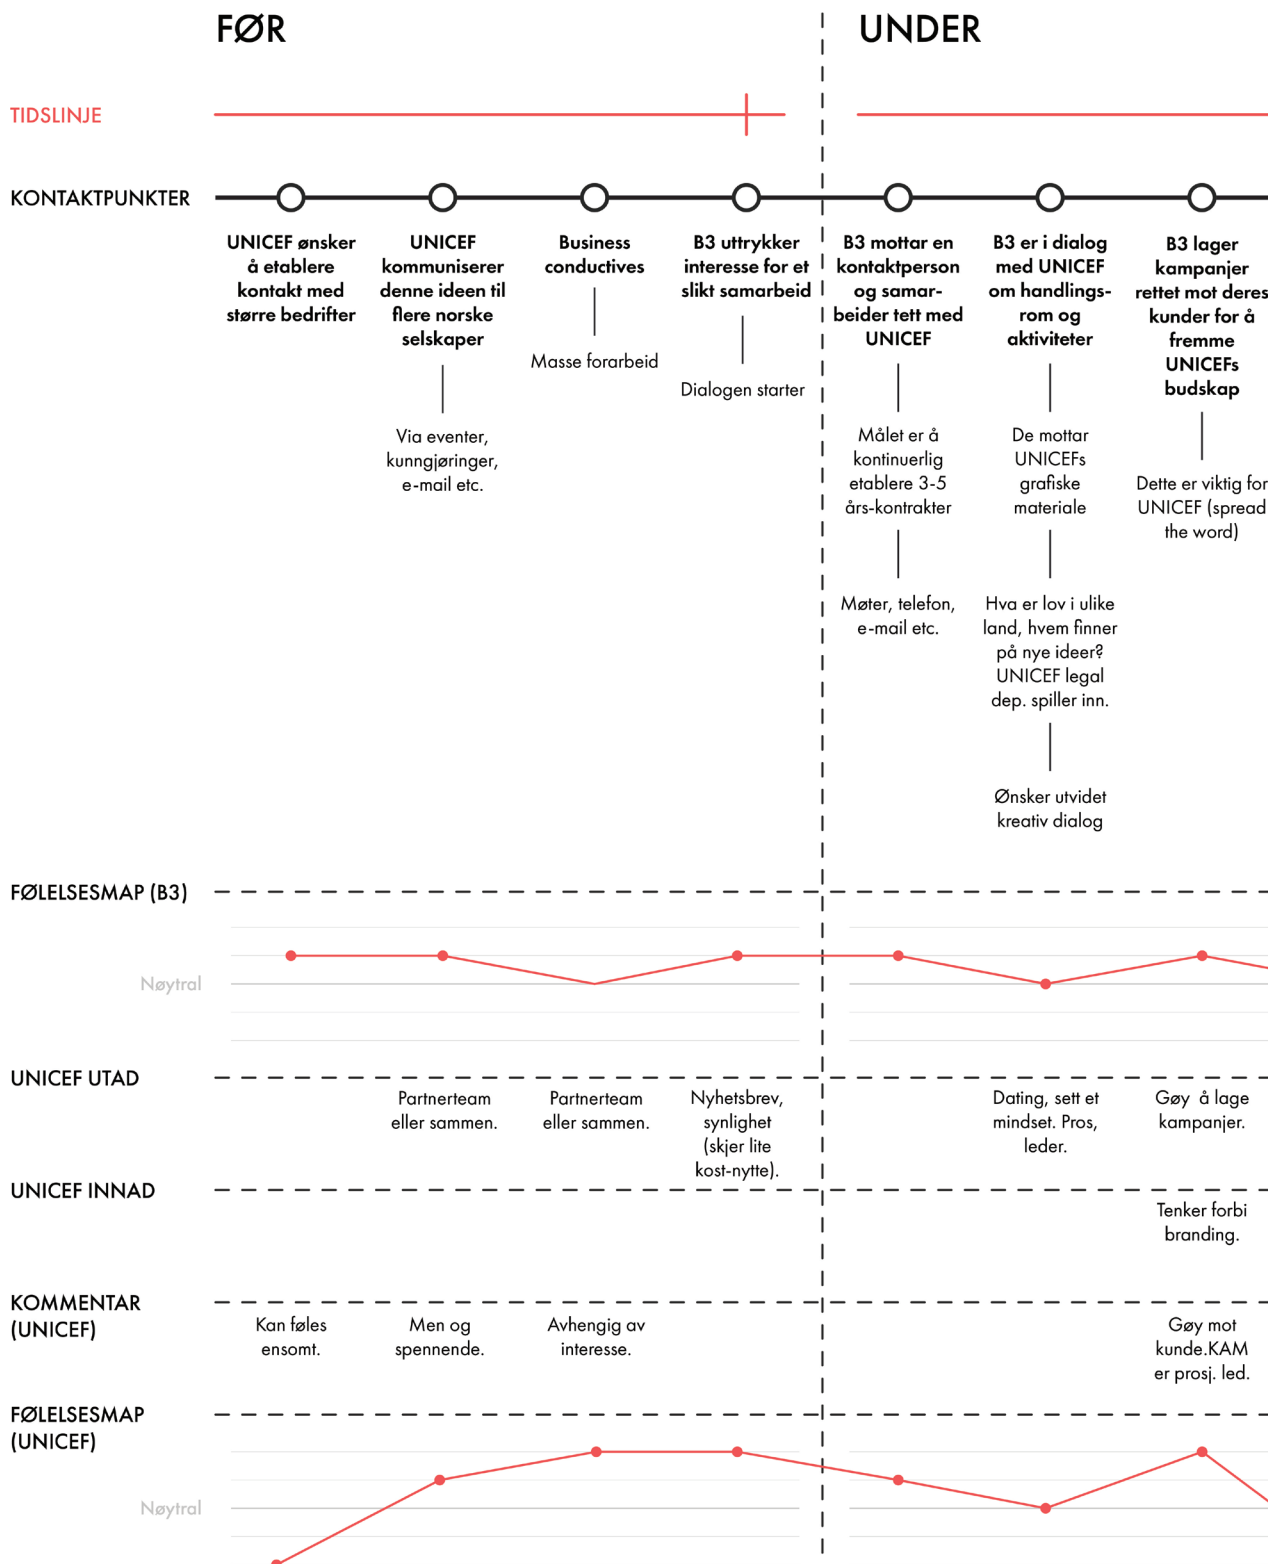 FØR
UNDER
TIDSLINJE
KONTAKTPUNKTER
UNICEF ønsker
å etablere
kontakt med
større bedrifter
UNICEF
kommuniserer
denne ideen til
flere norske
selskaper
Via eventer,
kunngjøringer,
e-mail etc.
Business
conductives
Masse forarbeid
B3 uttrykker
interesse for et
slikt samarbeid
Dialogen starter
B3 mottar en
kontaktperson
og samar-
beider tett med
UNICEF
Målet er å
kontinuerlig
etablere 3-5
års-kontrakter
Møter, telefon,
e-mail etc.
B3 er i dialog
med UNICEF
om handlings-
rom og
aktiviteter
De mottar
UNICEFs
grafiske
materiale
Hva er lov i ulike
land, hvem finner
på nye ideer?
UNICEF legal
dep. spiller inn.
Ønsker utvidet
kreativ dialog
B3 lager
kampanjer
rettet mot deres
kunder for å
fremme
UNICEFs
budskap
Dette er viktig for
UNICEF (spread
the word)
FØLELSESMAP (B3)
Nøytral
UNICEF UTAD
Partnerteam
eller sammen.
Partnerteam
eller sammen.
Nyhetsbrev,
synlighet
(skjer lite
kost-nytte).
Dating, sett et
mindset. Pros,
leder.
Gøy å lage
kampanjer.
UNICEF INNAD
Tenker forbi
branding.
KOMMENTAR
(UNICEF)
Kan føles
ensomt.
Men og
spennende.
Avhengig av
interesse.
Gøy mot
kunde.KAM
er prosj. led.
FØLELSESMAP
(UNICEF)
Nøytral